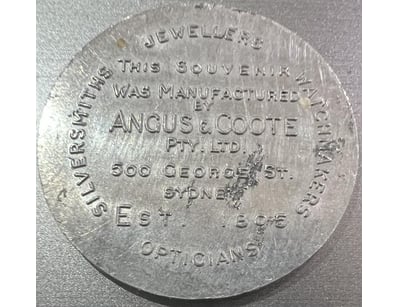 JEWELLERS
SILVERSMITHS
WATCHMAKERS
OPTICIANS
THIS SOUVENIR
WAS MANUFACTURED
BY
ANGUS & COOTE
PTY. LTD.
500 GEORGE ST.
SYDNEY
EST. 1895